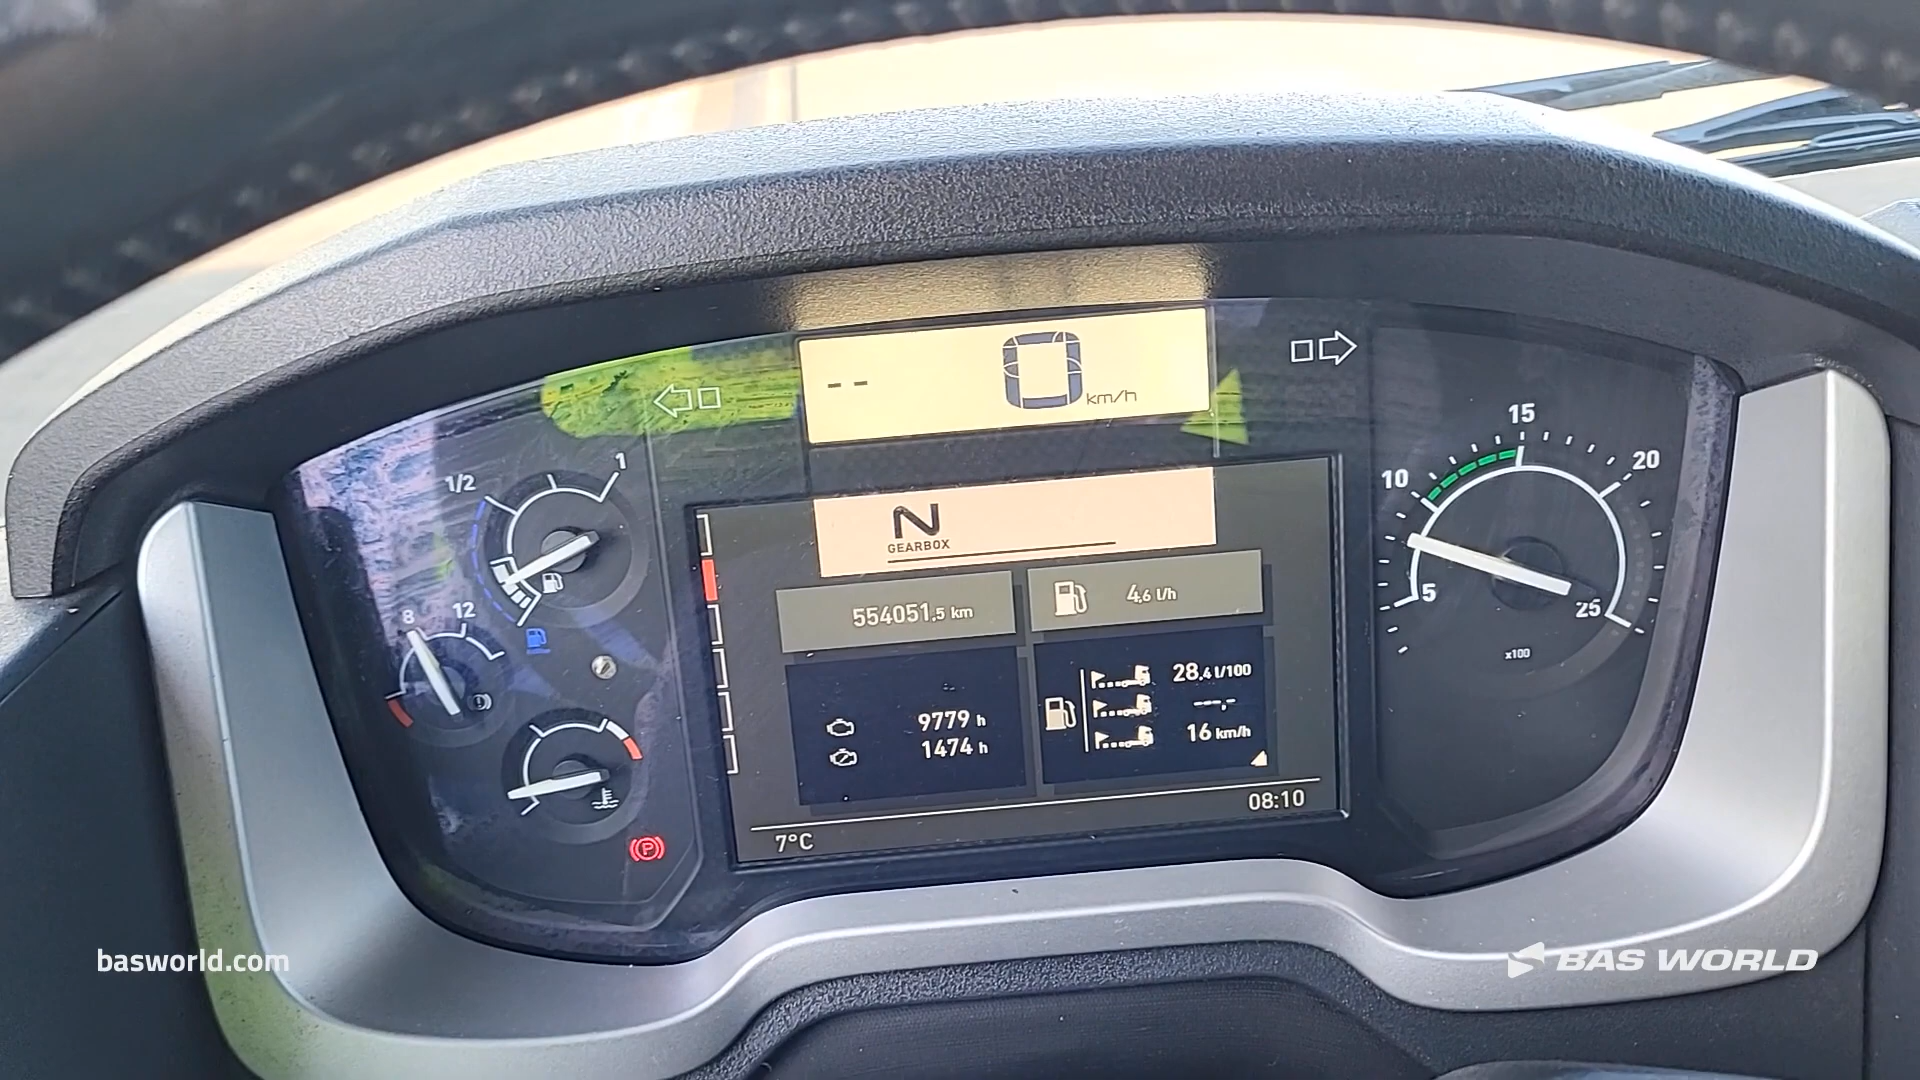 -- 0 km/h
15
10
20
5
25
x100
1/2
1
8
12
N
GEARBOX
554051,5 km
4,6 l/h
9779 h
1474 h
28,4 l/100
---,-
16 km/h
08:10
7°C
P
basworld.com
BAS WORLD